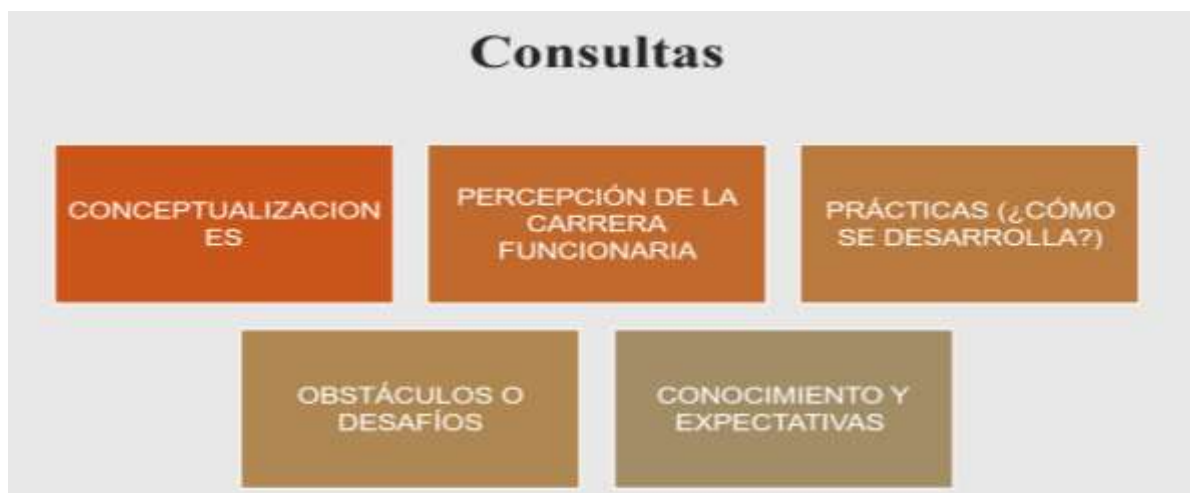 Consultas
CONCEPTUALIZACION
ES
PERCEPCIÓN DE LA
CARRERA
FUNCIONARIA
PRÁCTICAS (¿CÓMO
SE DESARROLLA?)
OBSTÁCULOS O
DESAFÍOS
CONOCIMIENTO Y
EXPECTATIVAS